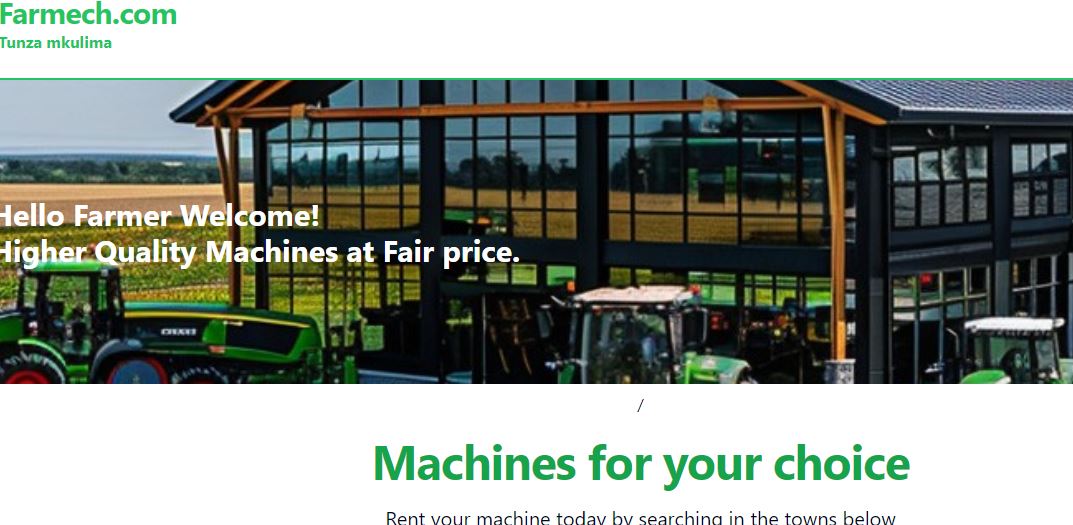 Farmech.com
Tunza mkulima
Hello Farmer Welcome!
Higher Quality Machines at Fair price.
/
Machines for your choice
Rent your machine today by searching in the towns below